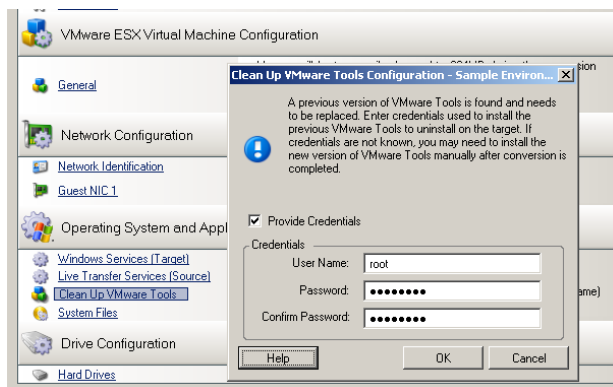 VMware ESX Virtual Machine Configuration
General
sion
Clean Up VMware Tools Configuration - Sample Environ...
A previous version of VMware Tools is found and needs
to be replaced. Enter credentials used to install the
previous VMware Tools to uninstall on the target. If
credentials are not known, you may need to install the
new version of VMware Tools manually after conversion is
completed.
Network Configuration
Network Identification
Guest NIC 1
Provide Credentials
Operating System and Appl
Credentials
Windows Services (Target)
User Name: root
Live Transfer Services (Source)
Clean Up VMware Tools
Password: ●●●●●●●●
ame)
System Files
Confirm Password: ●●●●●●●●
Drive Configuration
Help OK Cancel
Hard Drives